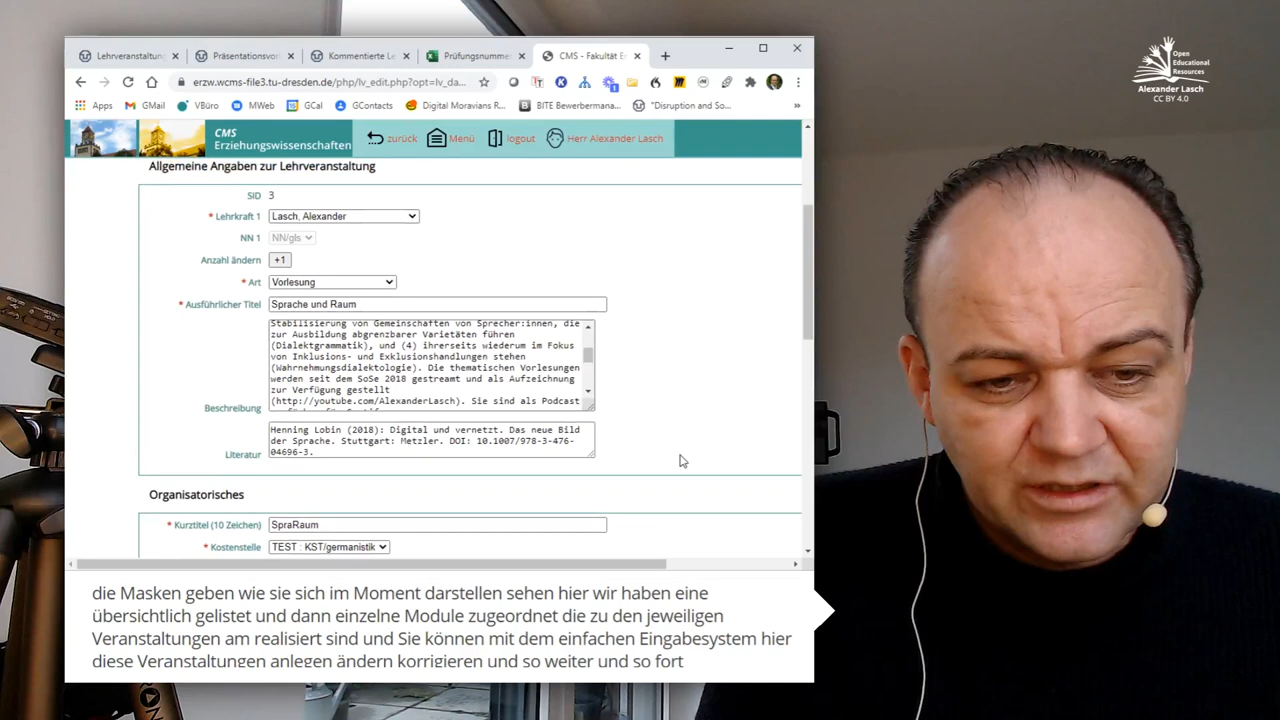 Lehrveranstaltun
Präsentationsvor
Kommentierte Le
Prüfungsnumme
CMS - Fakultät E
erzw.wcms-file3.tu-dresden.de/php/lv_edit.php?opt=lv_da...
Apps
GMail
VBüro
MWeb
GCal
GContacts
Digital Moravians R...
BITE Bewerbermana...
"Disruption and So...
»
CMS
Erziehungswissenschaften
zurück
Menü
logout
Herr Alexander Lasch
Allgemeine Angaben zur Lehrveranstaltung
SID 3
* Lehrkraft 1 Lasch, Alexander
NN 1 NN/gls
Anzahl ändern +1
* Art Vorlesung
* Ausführlicher Titel Sprache und Raum
Stabilisierung von Gemeinschaften von Sprecher:innen, die
zur Ausbildung abgrenzbarer Varietäten führen
(Dialektgrammatik), und (4) ihrerseits wiederum im Fokus
von Inklusions- und Exklusionshandlungen stehen
(Wahrnehmungsdialektologie). Die thematischen Vorlesungen
werden seit dem SoSe 2018 gestreamt und als Aufzeichnung
zur Verfügung gestellt
(http://youtube.com/AlexanderLasch). Sie sind als Podcast
Beschreibung
Henning Lobin (2018): Digital und vernetzt. Das neue Bild
der Sprache. Stuttgart: Metzler. DOI: 10.1007/978-3-476-
04696-3.
Literatur
Organisatorisches
* Kurztitel (10 Zeichen) SpraRaum
* Kostenstelle TEST : KST/germanistik
die Masken geben wie sie sich im Moment darstellen sehen hier wir haben eine
übersichtlich gelistet und dann einzelne Module zugeordnet die zu den jeweiligen
Veranstaltungen am realisiert sind und Sie können mit dem einfachen Eingabesystem hier
diese Veranstaltungen anlegen ändern korrigieren und so weiter und so fort
Open
Educational
Resources
Alexander Lasch
CC BY 4.0